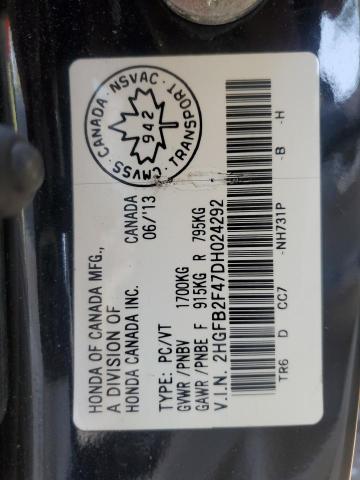 HONDA OF CANADA MFG.,
A DIVISION OF
HONDA CANADA INC.
CANADA
06/'13
CMVSS·CANADA·NSVAC·TRANSPORT
942
TYPE: PC/VT
GVWR/PNBV 1700KG
GAWR/PNBE F 915KG R 795KG
V.I.N. 2HGFB2F47DH024292
TR6 D CC7 -NH731P -B -H